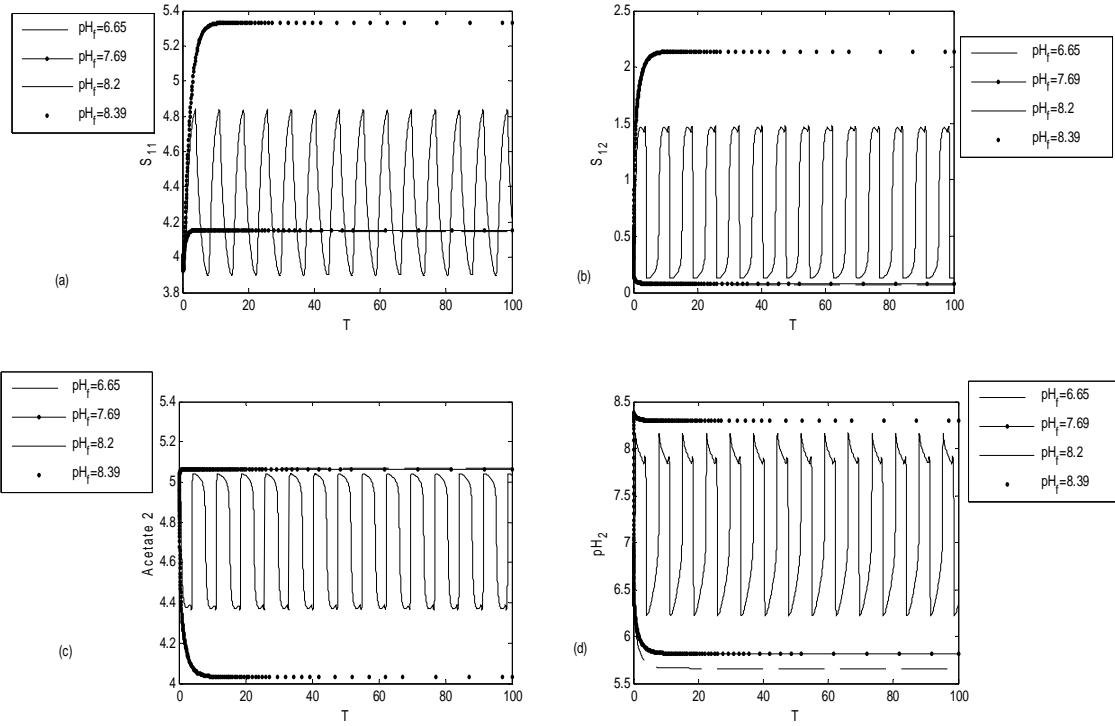 pHf=6.65
pHf=7.69
pHf=8.2
pHf=8.39
5.4
5.2
5
4.8
4.6
4.4
4.2
4
3.8
S11
0 20 40 60 80 100
T
(a)
pHf=6.65
pHf=7.69
pHf=8.2
pHf=8.39
2.5
2
1.5
1
0.5
0
S12
0 20 40 60 80 100
T
(b)
pHf=6.65
pHf=7.69
pHf=8.2
pHf=8.39
5.4
5.2
5
4.8
4.6
4.4
4.2
4
Acetate 2
0 20 40 60 80 100
T
(c)
pHf=6.65
pHf=7.69
pHf=8.2
pHf=8.39
8.5
8
7.5
7
6.5
6
5.5
pH2
0 20 40 60 80 100
T
(d)